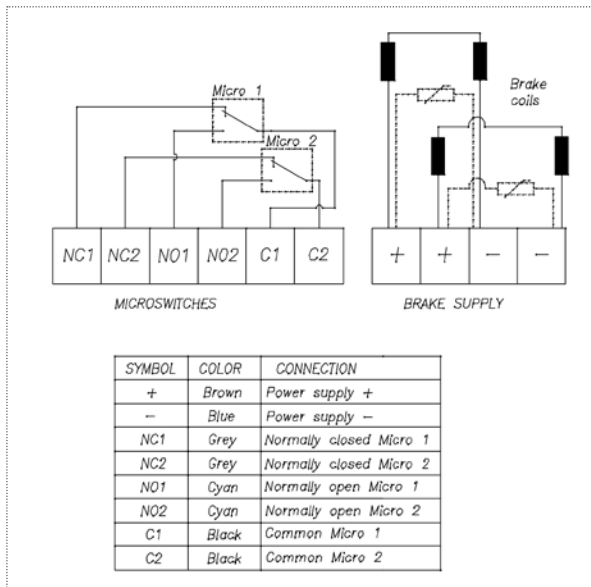 Micro 1
Brake
coils
Micro 2
NC1 NC2 NO1 NO2 C1 C2
+ + − −
MICROSWITCHES
BRAKE SUPPLY
SYMBOL COLOR CONNECTION
+ Brown Power supply +
− Blue Power supply −
NC1 Grey Normally closed Micro 1
NC2 Grey Normally closed Micro 2
NO1 Cyan Normally open Micro 1
NO2 Cyan Normally open Micro 2
C1 Black Common Micro 1
C2 Black Common Micro 2